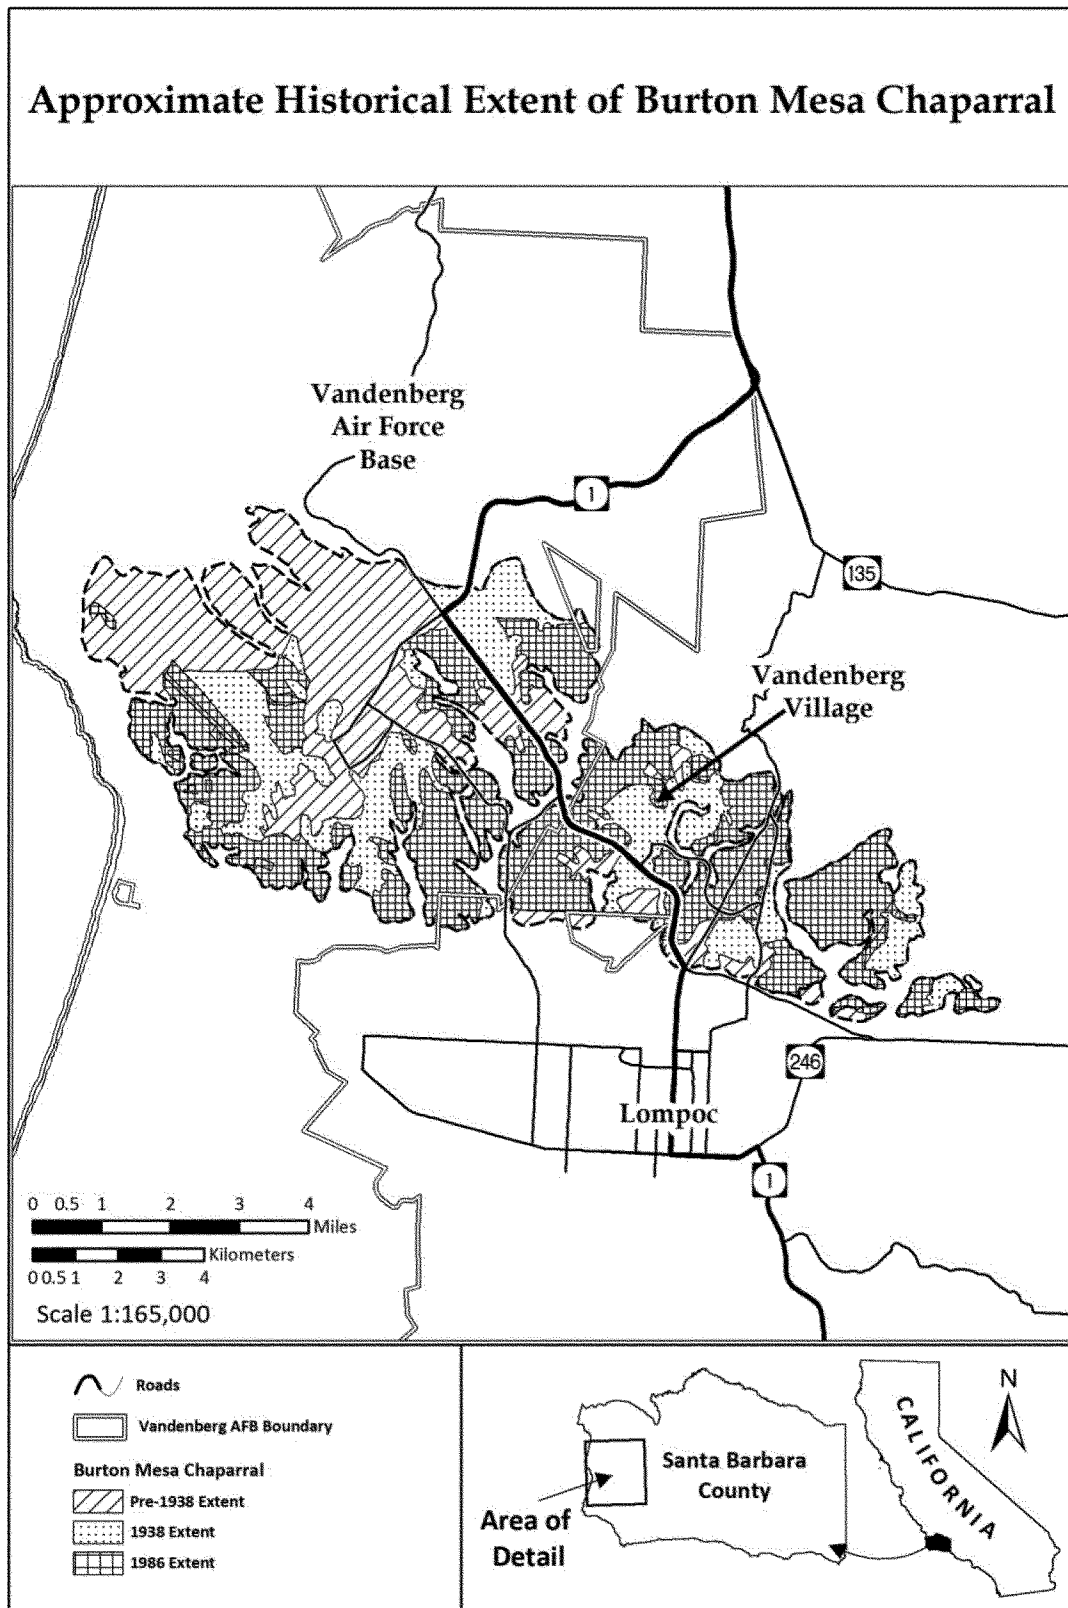 Approximate Historical Extent of Burton Mesa Chaparral
Vandenberg
Air Force
Base
1
135
Vandenberg
Village
246
Lompoc
1
0 0.5 1 2 3 4
Miles
Kilometers
0 0.5 1 2 3 4
Scale 1:165,000
Roads
Vandenberg AFB Boundary
Burton Mesa Chaparral
Pre-1938 Extent
1938 Extent
1986 Extent
Santa Barbara
County
Area of
Detail
CALIFORNIA
N